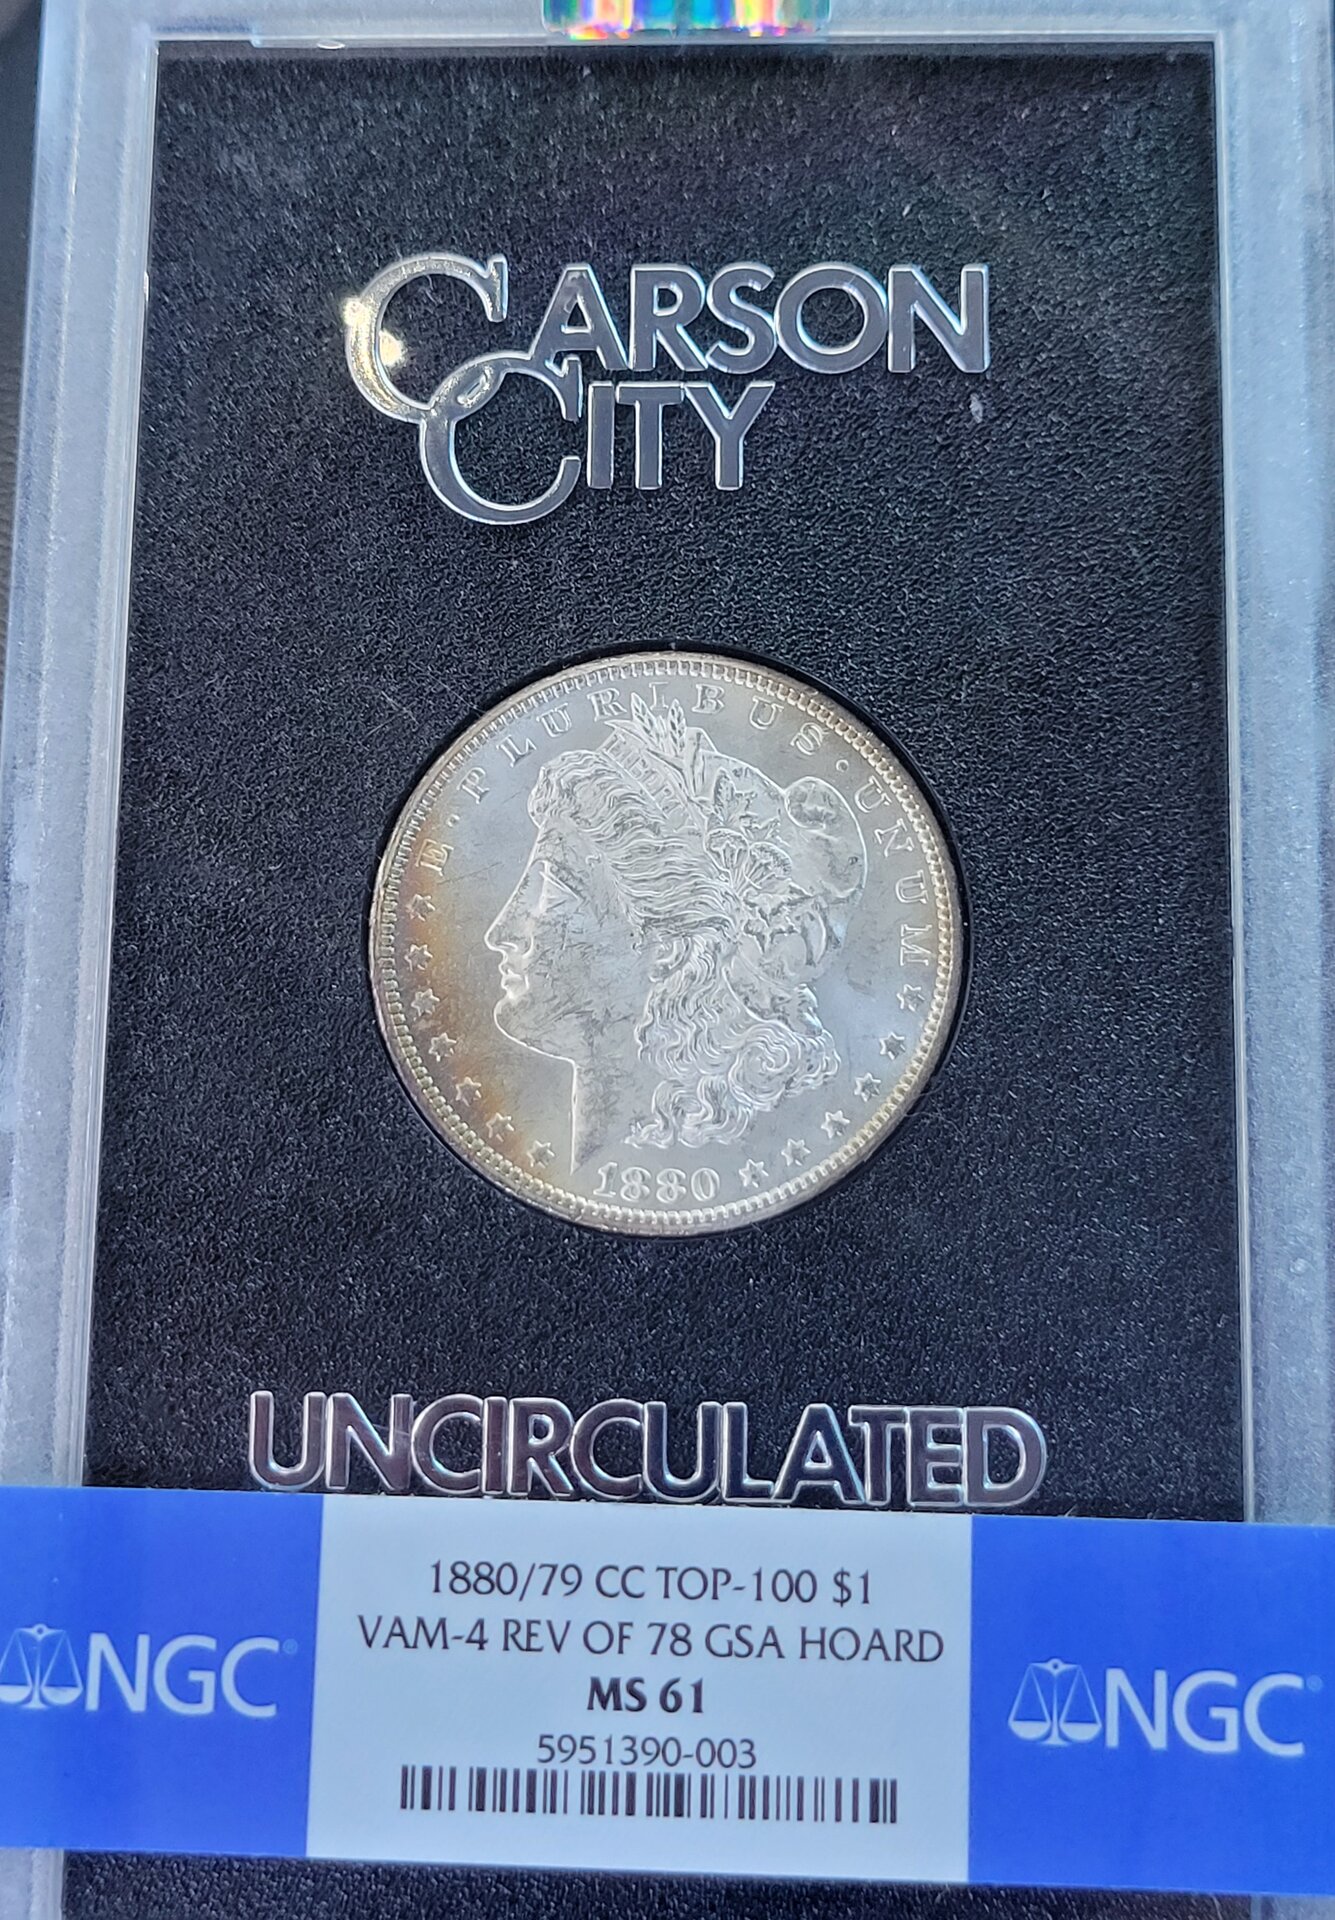 CARSON
CITY
E · PLURIBUS · UNUM
1880
UNCIRCULATED
1880/79 CC TOP-100 $1
VAM-4 REV OF 78 GSA HOARD
MS 61
5951390-003
NGC®
NGC®